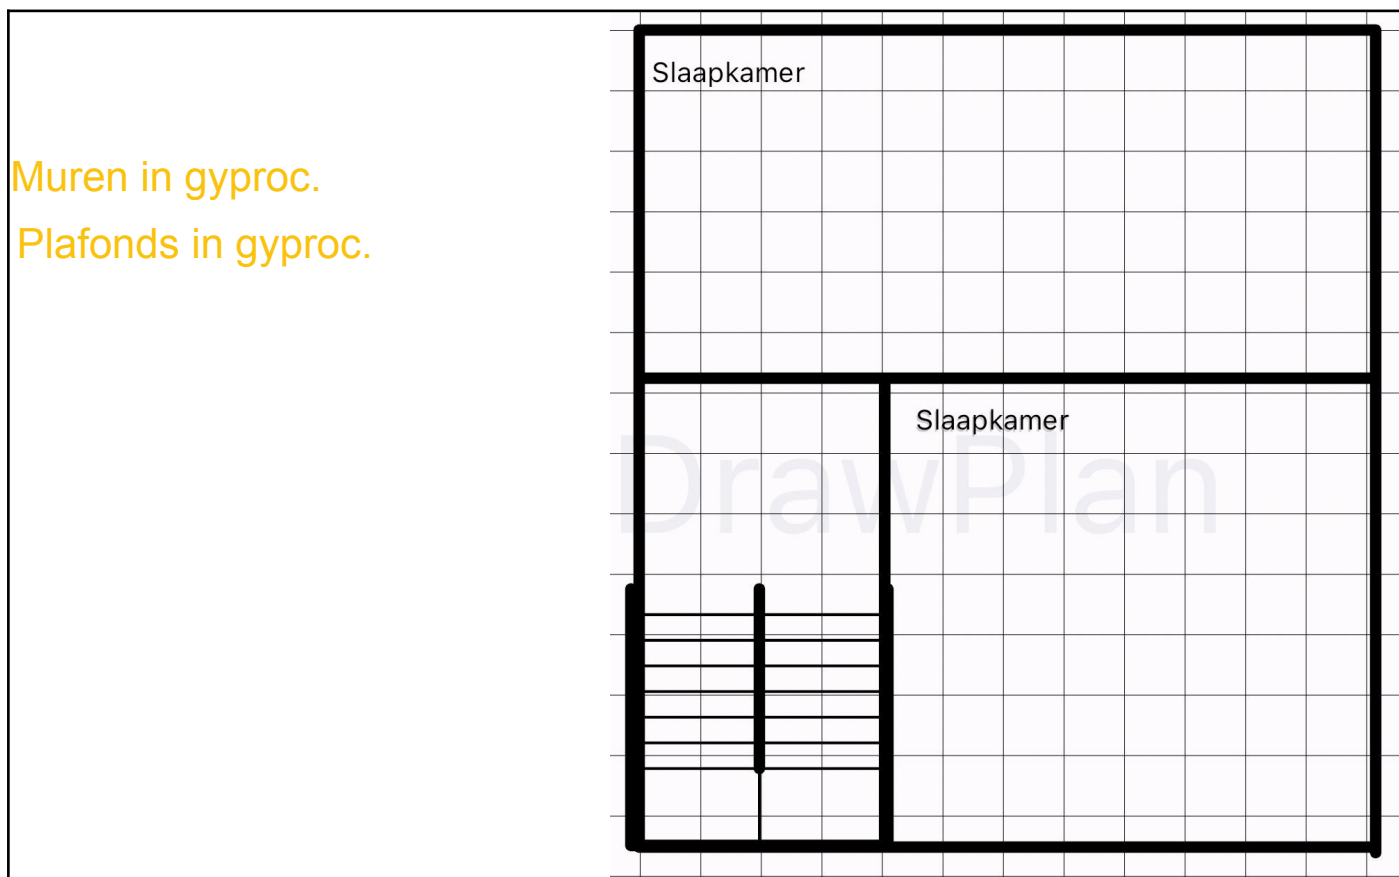 Slaapkamer
Muren in gyproc.
Plafonds in gyproc.
Slaapkamer
DrawPlan